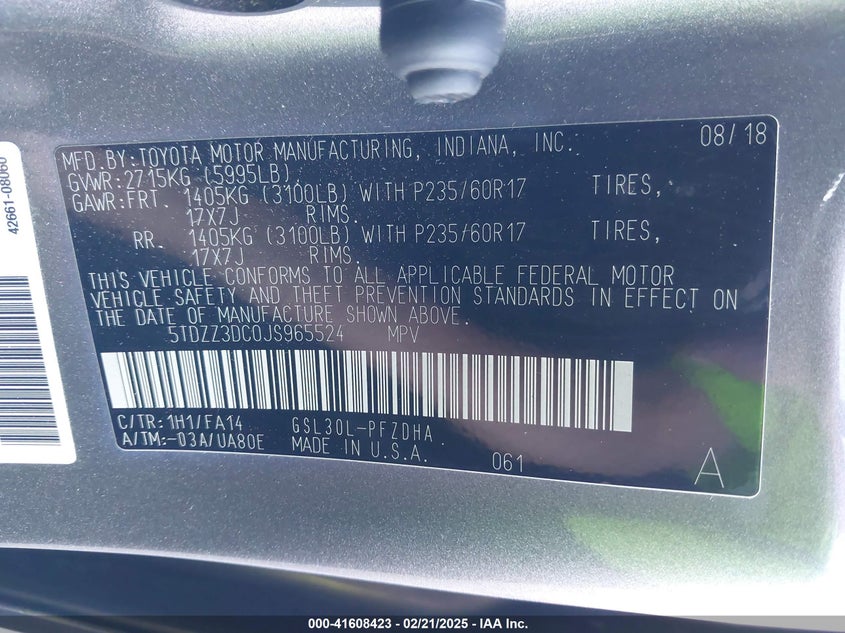 MFD.BY:TOYOTA MOTOR MANUFACTURING, INDIANA, INC. 08/18
GVWR:2715KG (5995LB)
GAWR:FRT. 1405KG (3100LB) WITH P235/60R17 TIRES,
17X7J RIMS.
RR. 1405KG (3100LB) WITH P235/60R17 TIRES,
17X7J RIMS.
THIS VEHICLE CONFORMS TO ALL APPLICABLE FEDERAL MOTOR
VEHICLE SAFETY AND THEFT PREVENTION STANDARDS IN EFFECT ON
THE DATE OF MANUFACTURE SHOWN ABOVE.
5TDZZ3DC0JS965524 MPV
C/TR:1H1/FA14 GSL30L-PFZDHA
A/TM:-03A/UA80E MADE IN U.S.A. 061 A
42661-08060
000-41608423 / 02/21/2025 / IAA Inc.